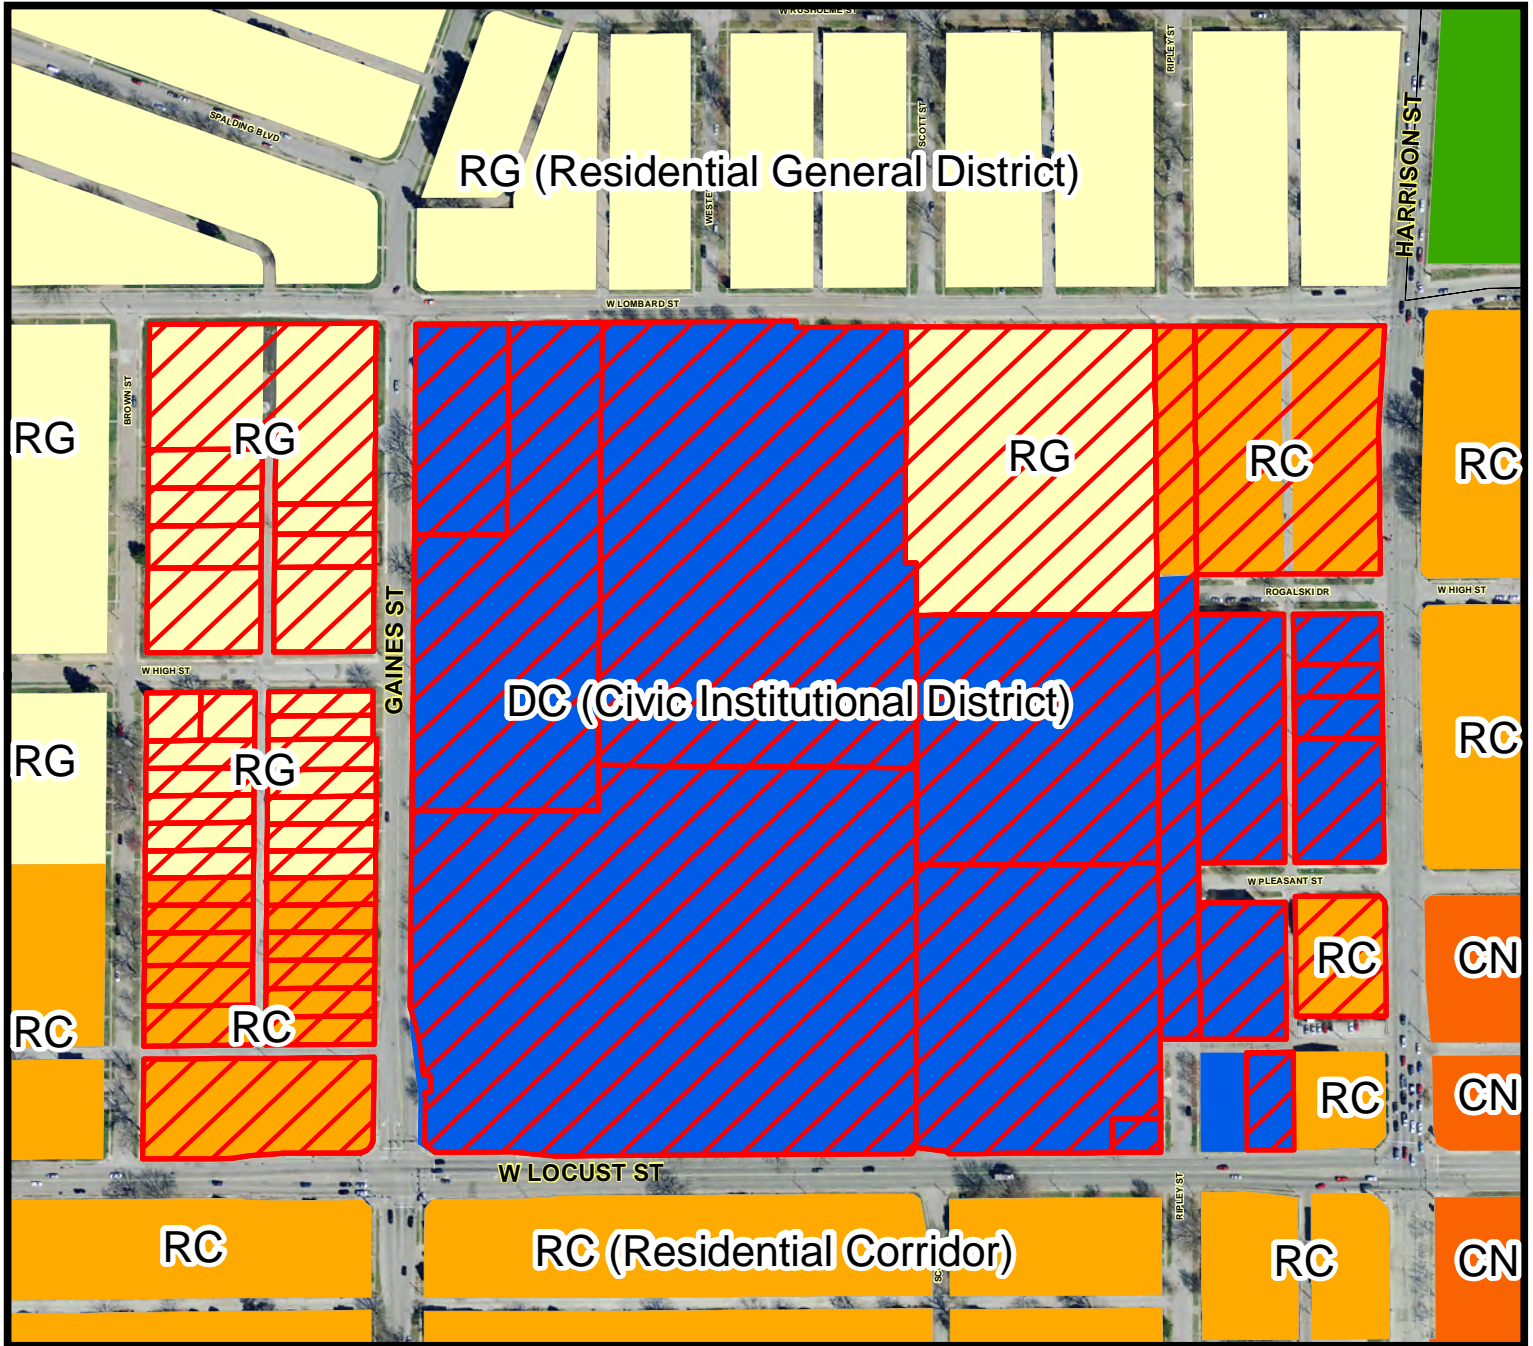 W RUSHOLME ST
RIPLEY ST
SPALDING BLVD
SCOTT ST
HARRISON ST
RG (Residential General District)
W LOMBARD ST
BROWN ST
RG
RG
RG
RC
RC
GAINES ST
ROGALSKI DR
W HIGH ST
W HIGH ST
DC (Civic Institutional District)
RC
RG
RG
W PLEASANT ST
RC
CN
RC
RC
RC
CN
W LOCUST ST
RIPLEY ST
RC
RC (Residential Corridor)
RC
CN